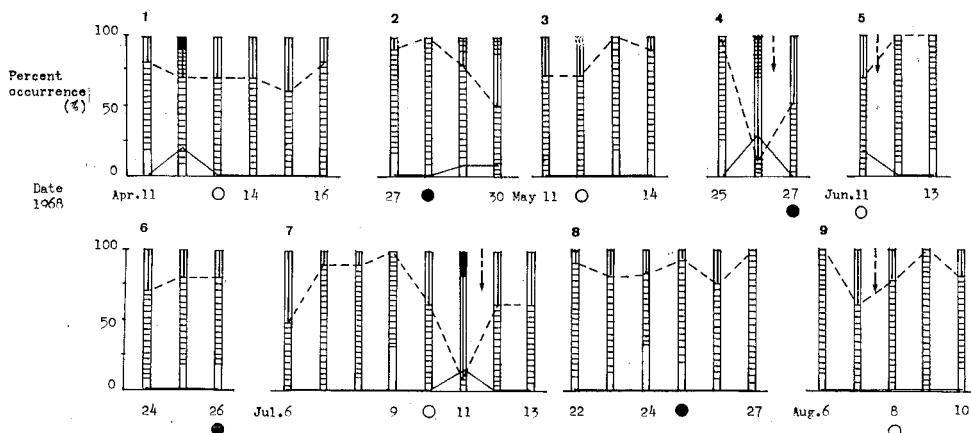 1 2 3 4 5
100
Percent
occurrence
(%)
50
0
Date
1968
Apr.11 14 16 27 30 May 11 14 25 27 Jun.11 13
6 7 8 9
100
50
0
24 26 Jul.6 9 11 13 22 24 27 Aug.6 8 10